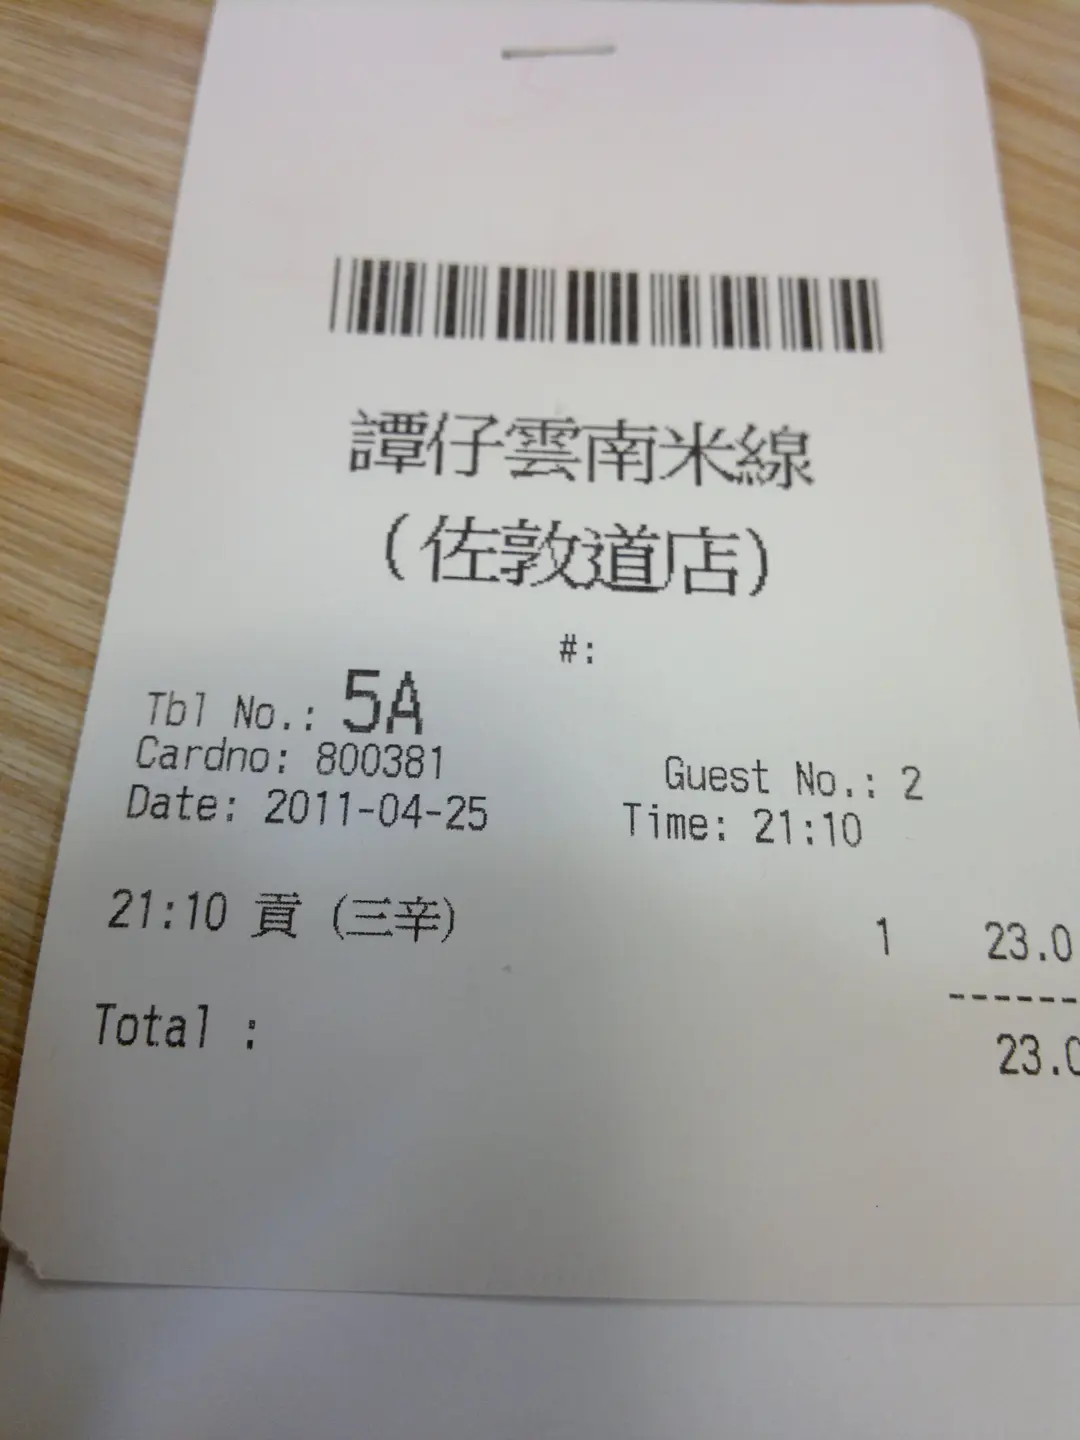 譚仔雲南米線
（佐敦道店）
#:
Tbl No.: 5A
Cardno: 800381 Guest No.: 2
Date: 2011-04-25 Time: 21:10
21:10 貢 (三辛) 1 23.0
------
Total : 23.0